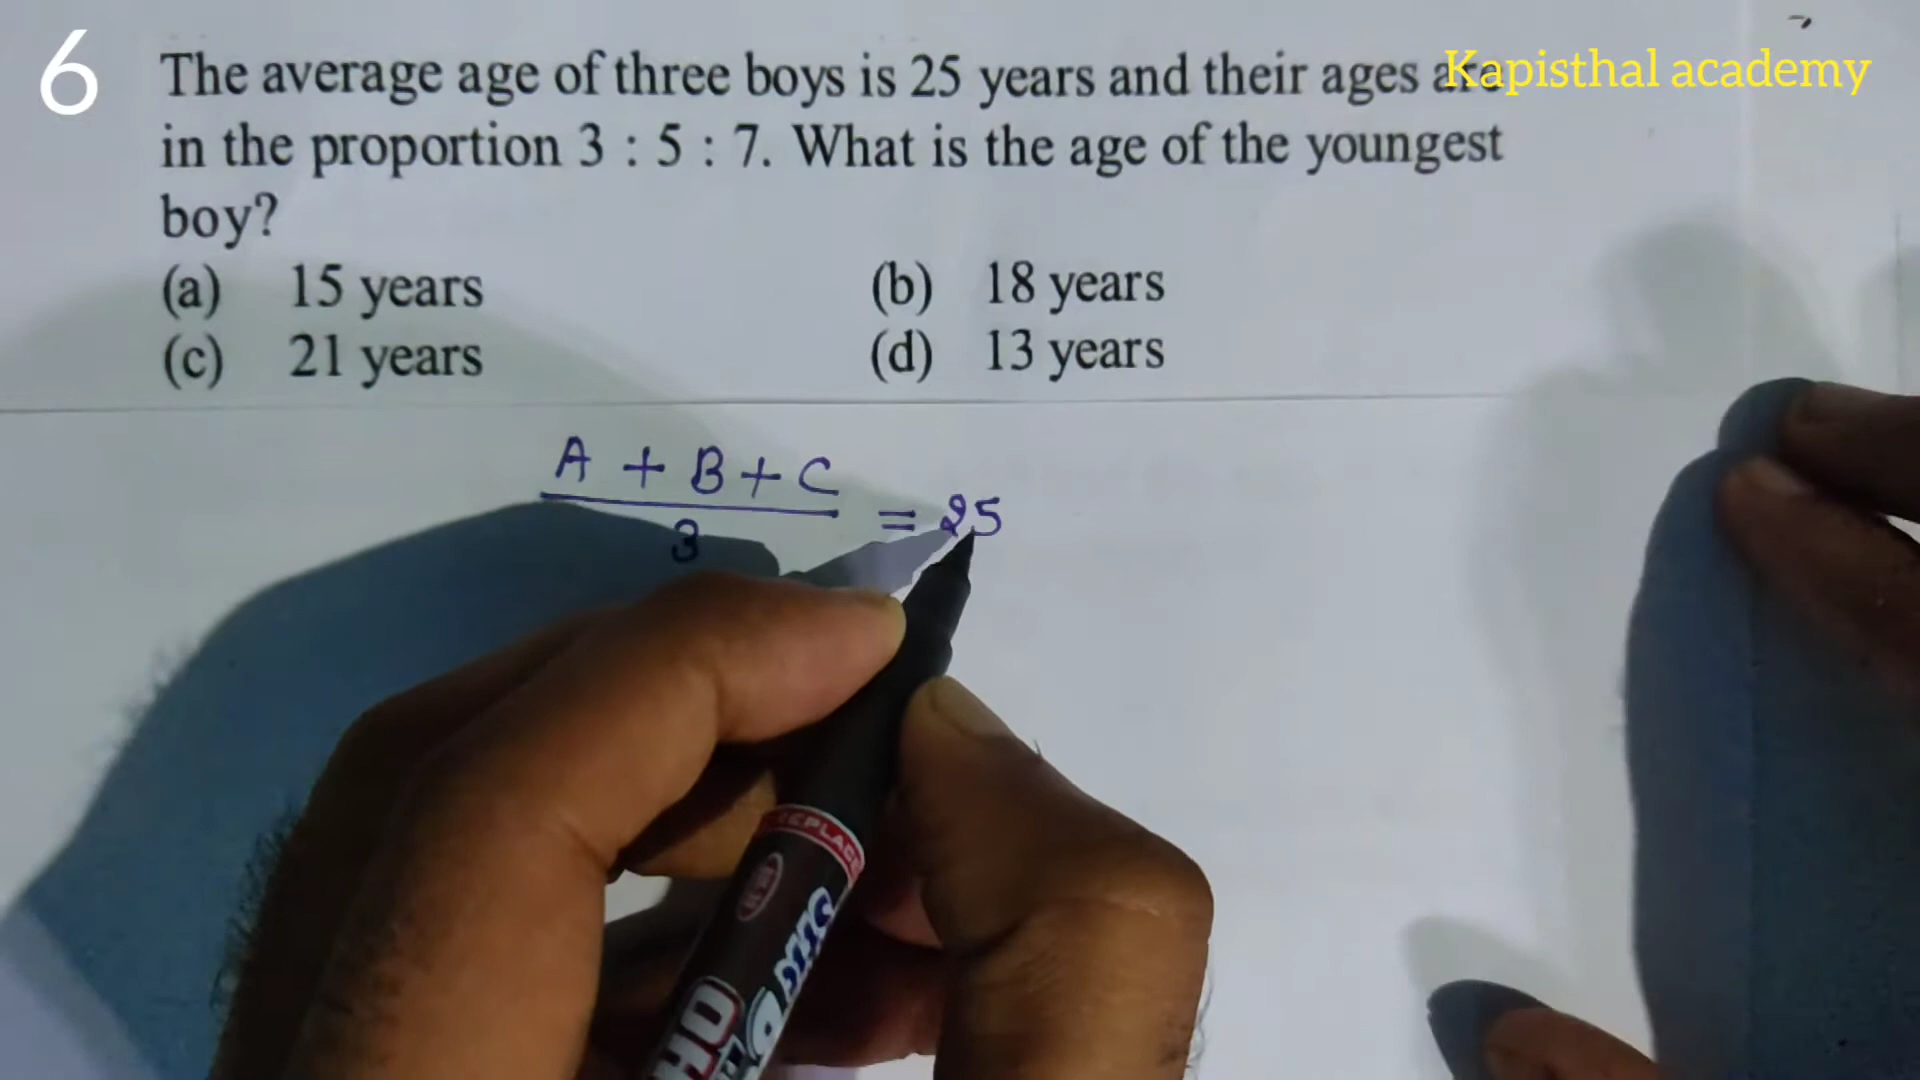 6
The average age of three boys is 25 years and their ages are
Kapisthal academy
in the proportion 3 : 5 : 7. What is the age of the youngest
boy?
(a) 15 years
(b) 18 years
(c) 21 years
(d) 13 years
A + B + C
3
= 25
REPLACE